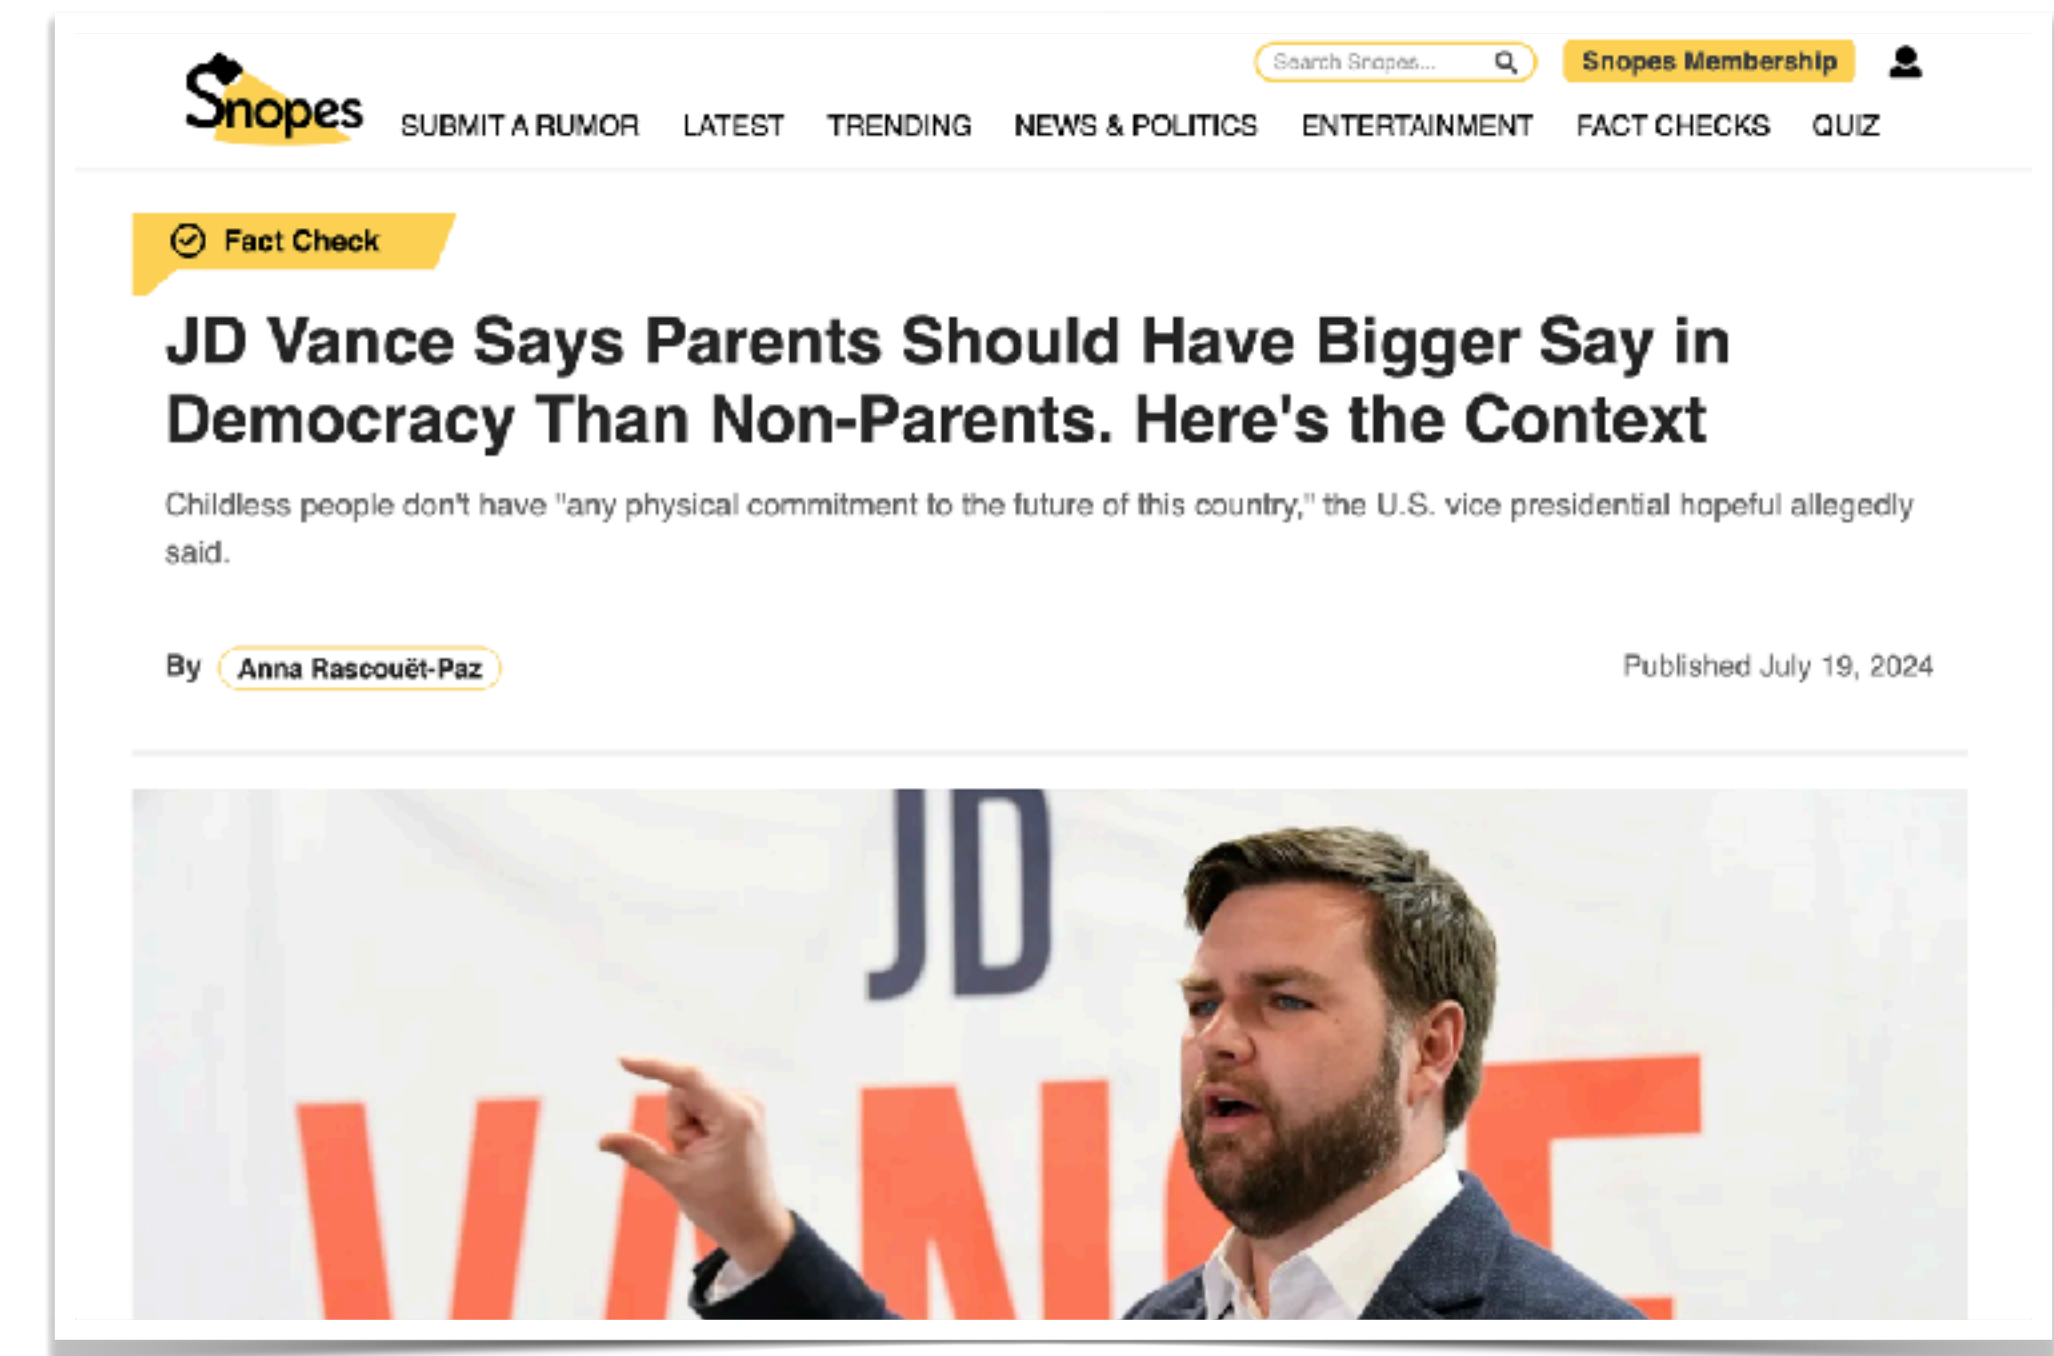 Search Snopes...
Snopes Membership
Snopes
SUBMIT A RUMOR LATEST TRENDING NEWS & POLITICS ENTERTAINMENT FACT CHECKS QUIZ
Fact Check
JD Vance Says Parents Should Have Bigger Say in
Democracy Than Non-Parents. Here's the Context
Childless people don't have "any physical commitment to the future of this country," the U.S. vice presidential hopeful allegedly
said.
By Anna Rascouët-Paz
Published July 19, 2024
JD
VANCE